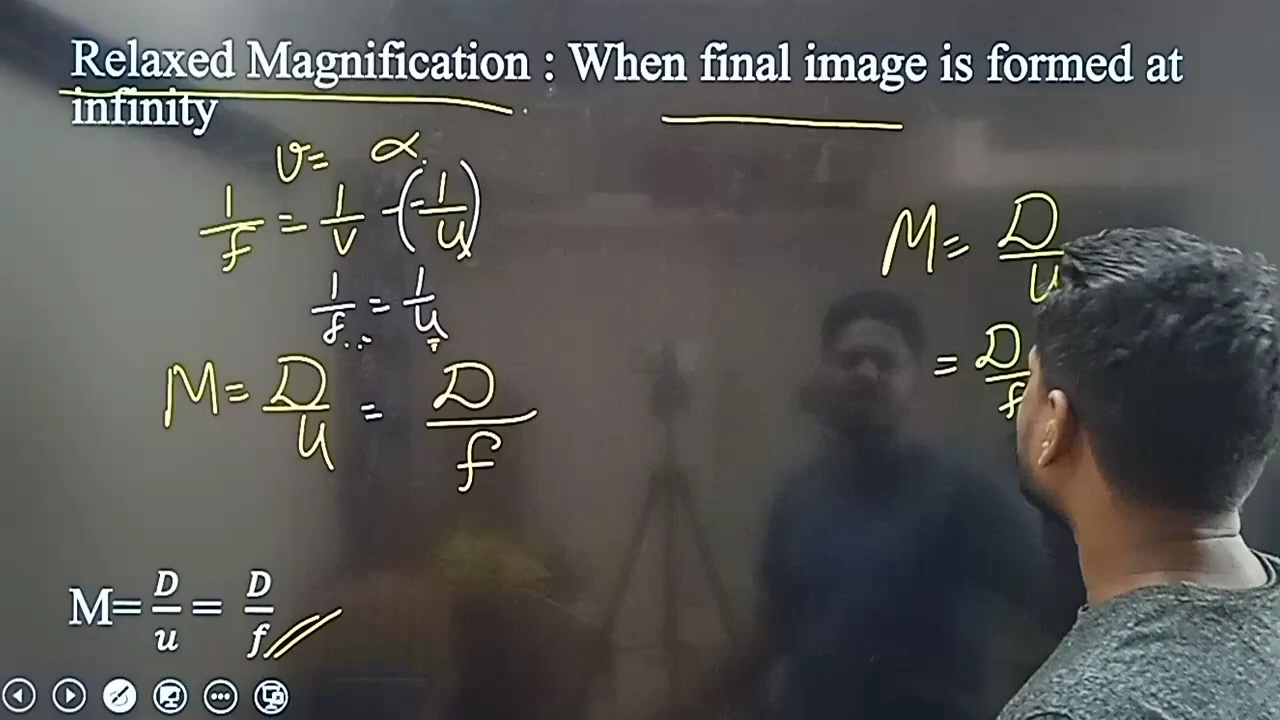 Relaxed Magnification : When final image is formed at
infinity
v= ∝
1/f = 1/v -(-1/u)
1/f = 1/u
M= D/u = D/f
M= D/u
= D/f
M= D/u = D/f